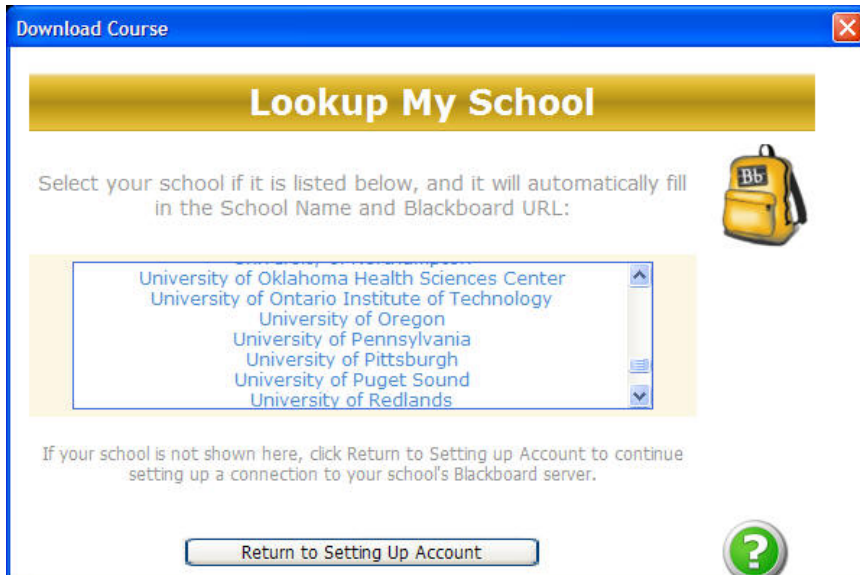 Download Course
Lookup My School
Select your school if it is listed below, and it will automatically fill
in the School Name and Blackboard URL:
Bb
University of Northampton
University of Oklahoma Health Sciences Center
University of Ontario Institute of Technology
University of Oregon
University of Pennsylvania
University of Pittsburgh
University of Puget Sound
University of Redlands
If your school is not shown here, click Return to Setting up Account to continue
setting up a connection to your school's Blackboard server.
Return to Setting Up Account
?